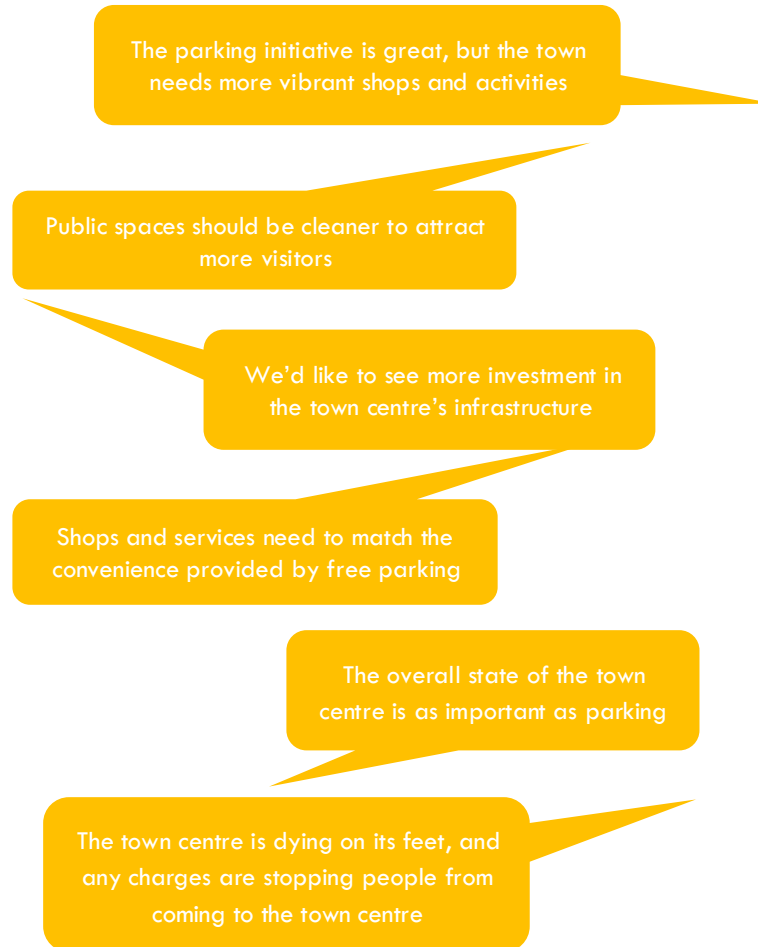 The parking initiative is great, but the town
needs more vibrant shops and activities
Public spaces should be cleaner to attract
more visitors
We’d like to see more investment in
the town centre’s infrastructure
Shops and services need to match the
convenience provided by free parking
The overall state of the town
centre is as important as parking
The town centre is dying on its feet, and
any charges are stopping people from
coming to the town centre